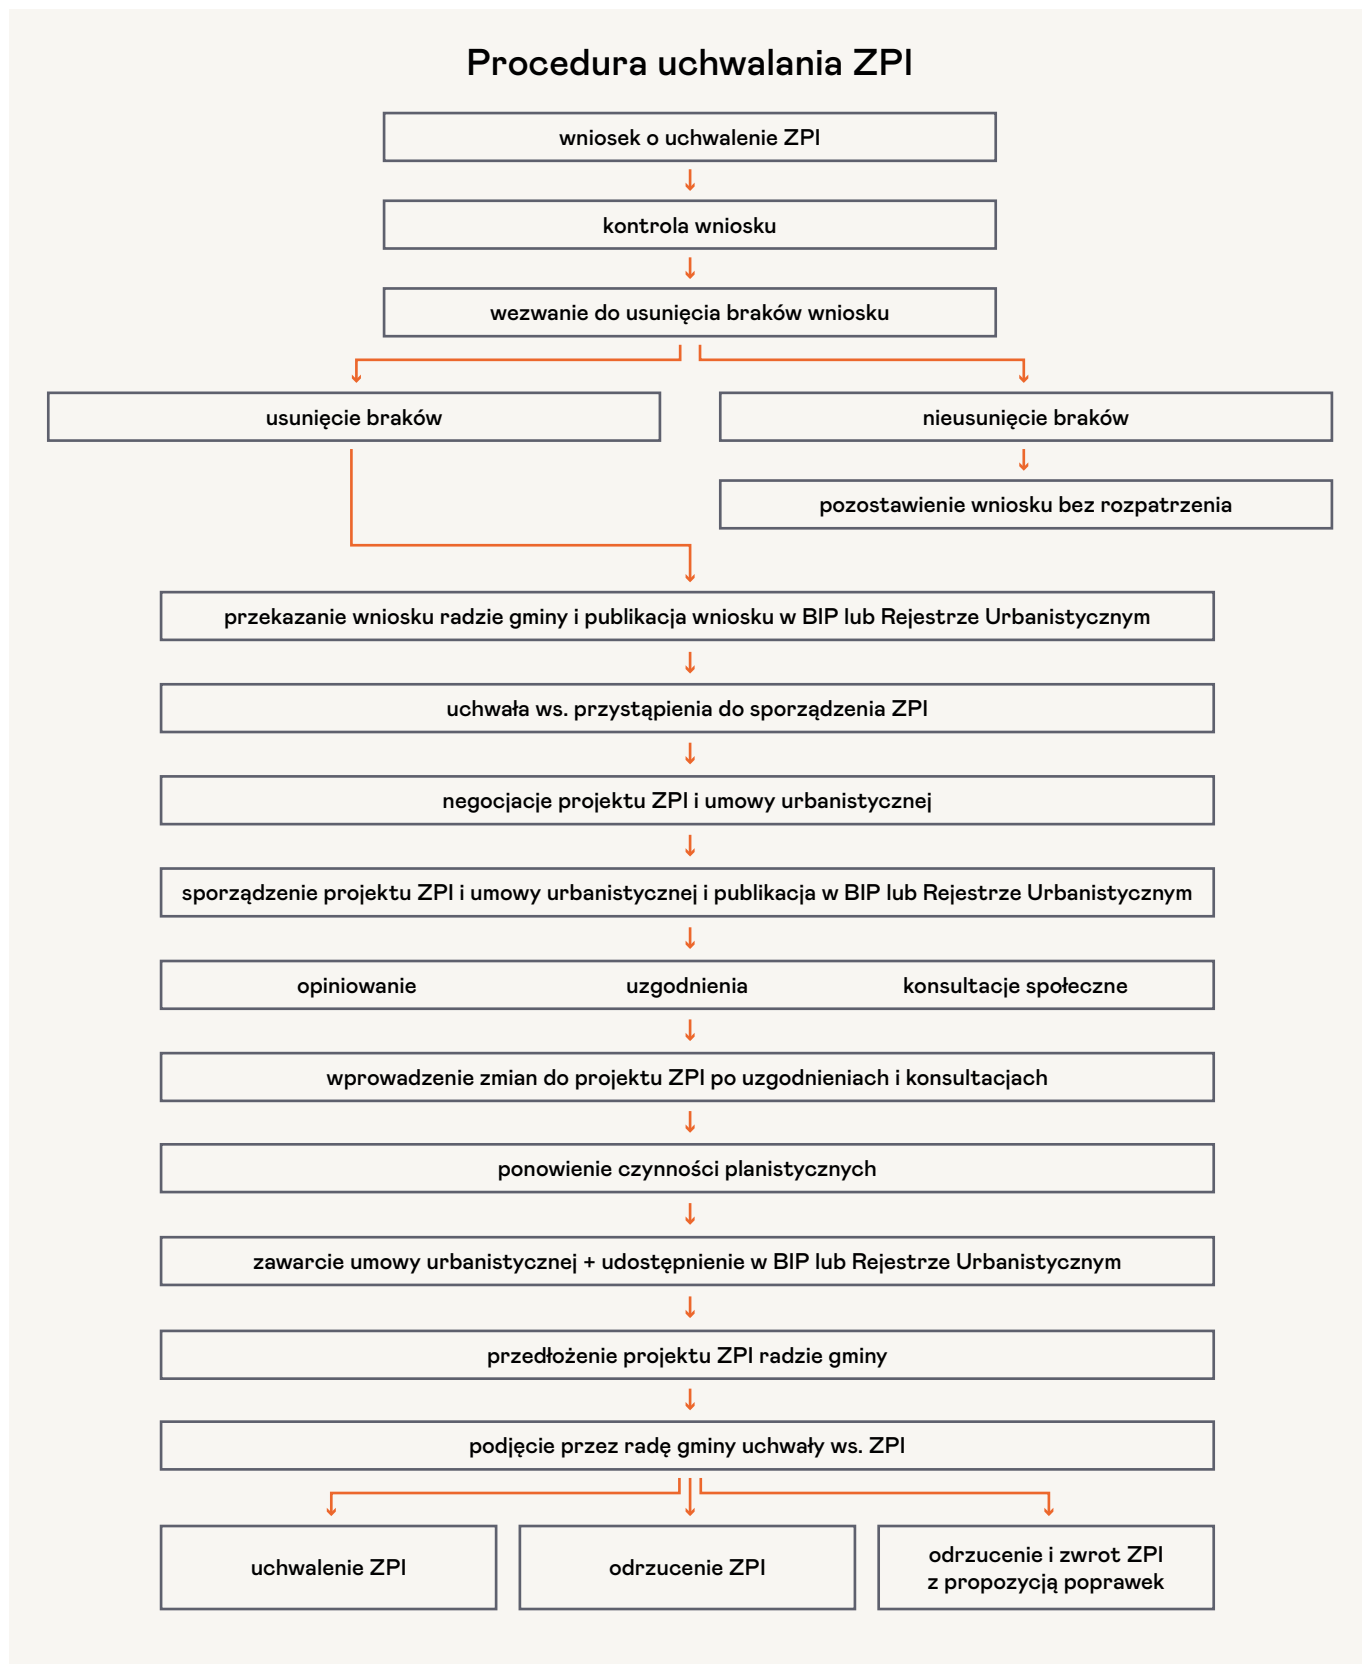 Procedura uchwalania ZPI
wniosek o uchwalenie ZPI
kontrola wniosku
wezwanie do usunięcia braków wniosku
usunięcie braków
nieusunięcie braków
pozostawienie wniosku bez rozpatrzenia
przekazanie wniosku radzie gminy i publikacja wniosku w BIP lub Rejestrze Urbanistycznym
uchwała ws. przystąpienia do sporządzenia ZPI
negocjacje projektu ZPI i umowy urbanistycznej
sporządzenie projektu ZPI i umowy urbanistycznej i publikacja w BIP lub Rejestrze Urbanistycznym
opiniowanie uzgodnienia konsultacje społeczne
wprowadzenie zmian do projektu ZPI po uzgodnieniach i konsultacjach
ponowienie czynności planistycznych
zawarcie umowy urbanistycznej + udostępnienie w BIP lub Rejestrze Urbanistycznym
przedłożenie projektu ZPI radzie gminy
podjęcie przez radę gminy uchwały ws. ZPI
uchwalenie ZPI
odrzucenie ZPI
odrzucenie i zwrot ZPI
z propozycją poprawek